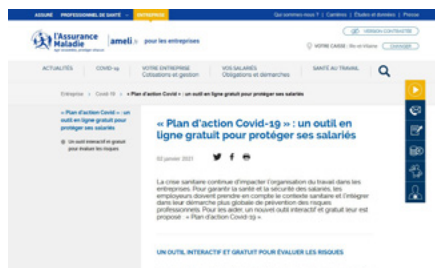 ASSURÉ PROFESSIONNEL DE SANTÉ ENTREPRISE Qui sommes-nous ? | Carrières | Études et données | Presse
l'Assurance Maladie
ameli.fr pour les entreprises
VERSION CONTRASTÉE
VOTRE CAISSE : Ille-et-Vilaine CHANGER
ACTUALITÉS COVID-19 VOTRE ENTREPRISE VOS SALARIÉS SANTÉ AU TRAVAIL
Cotisations et gestion Obligations et démarches
Entreprise > Covid-19 > « Plan d'action Covid-19 » : un outil en ligne gratuit pour protéger ses salariés
« Plan d'action Covid » : un
outil en ligne gratuit pour
protéger ses salariés
Un outil interactif et gratuit
pour évaluer les risques
« Plan d'action Covid-19 » : un outil en
ligne gratuit pour protéger ses salariés
02 janvier 2021
La crise sanitaire continue d'impacter l'organisation du travail dans les
entreprises. Pour garantir la santé et la sécurité des salariés, les
employeurs doivent prendre en compte le contexte sanitaire et l'intégrer
dans leur démarche plus globale de prévention des risques
professionnels. Pour les aider, un nouvel outil interactif et gratuit leur est
proposé : « Plan d'action Covid-19 ».
UN OUTIL INTERACTIF ET GRATUIT POUR ÉVALUER LES RISQUES